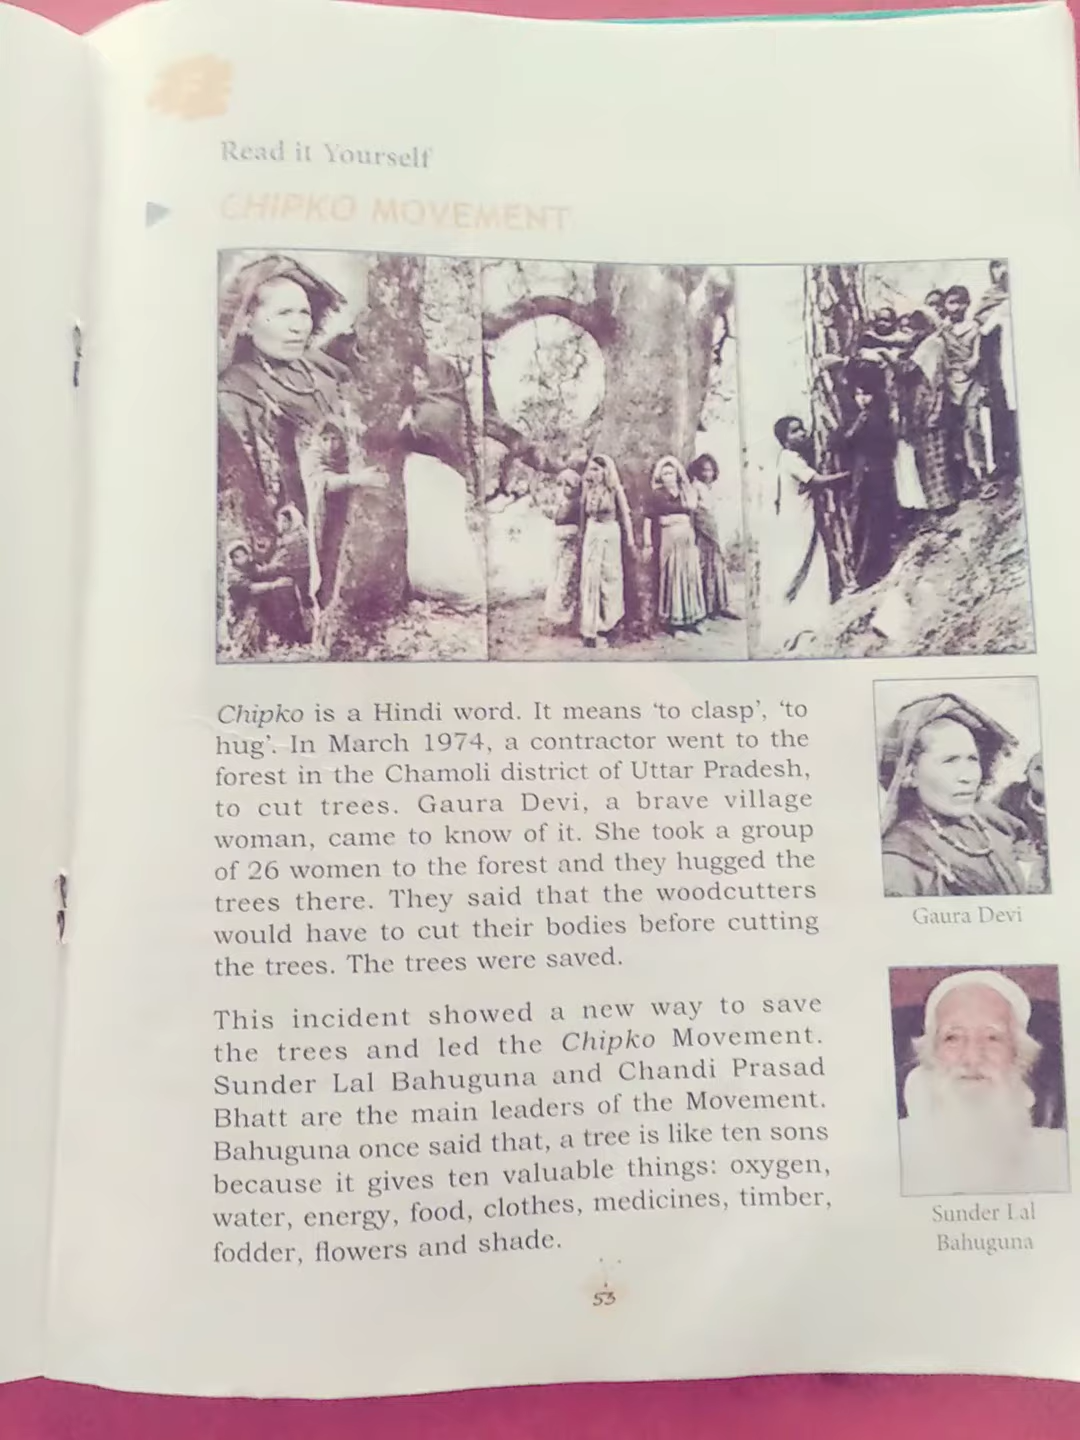 Read it Yourself
CHIPKO MOVEMENT
Chipko is a Hindi word. It means ‘to clasp’, ‘to
hug’. In March 1974, a contractor went to the
forest in the Chamoli district of Uttar Pradesh,
to cut trees. Gaura Devi, a brave village
woman, came to know of it. She took a group
of 26 women to the forest and they hugged the
trees there. They said that the woodcutters
would have to cut their bodies before cutting
the trees. The trees were saved.
Gaura Devi
This incident showed a new way to save
the trees and led the Chipko Movement.
Sunder Lal Bahuguna and Chandi Prasad
Bhatt are the main leaders of the Movement.
Bahuguna once said that, a tree is like ten sons
because it gives ten valuable things: oxygen,
water, energy, food, clothes, medicines, timber,
fodder, flowers and shade.
Sunder Lal
Bahuguna
53